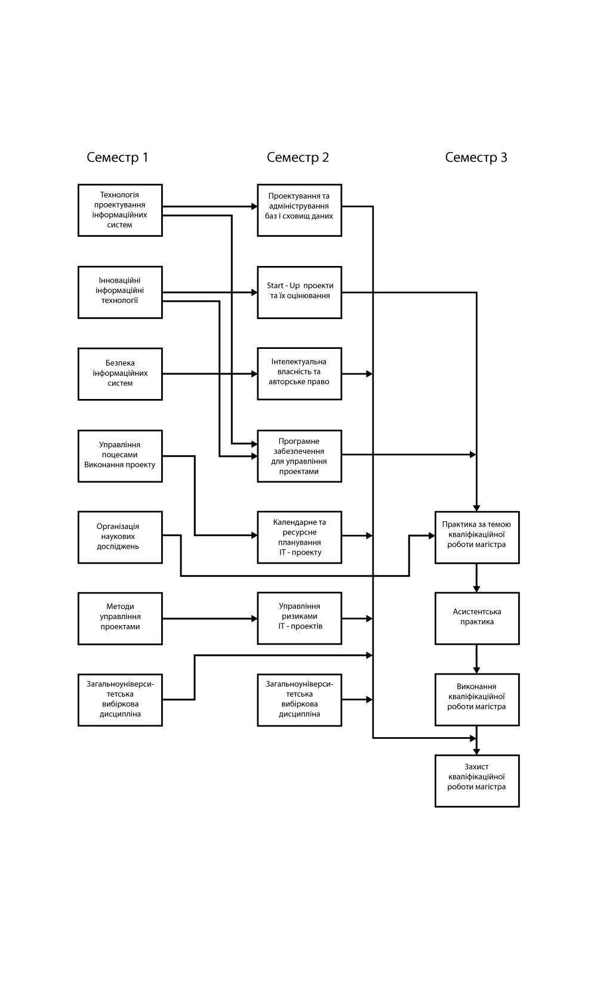 Семестр 1
Семестр 2
Семестр 3
Технологія
проектування
інформаційних
систем
Проектування та
адміністрування
баз і сховищ даних
Інноваційні
інформаційні
технології
Start - Up проекти
та їх оцінювання
Безпека
інформаційних
систем
Інтелектуальна
власність та
авторське право
Управління
поцесами
Виконання проекту
Програмне
забезпечення
для управління
проектами
Організація
наукових
досліджень
Календарне та
ресурсне
планування
ІТ - проекту
Практика за темою
кваліфікаційної
роботи магістра
Методи
управління
проектами
Управління
ризиками
ІТ - проектів
Асистентська
практика
Загальноуніверси-
тетська
вибіркова
дисципліна
Загальноуніверси-
тетська
вибіркова
дисципліна
Виконання
кваліфікаційної
роботи магістра
Захист
кваліфікаційної
роботи магістра